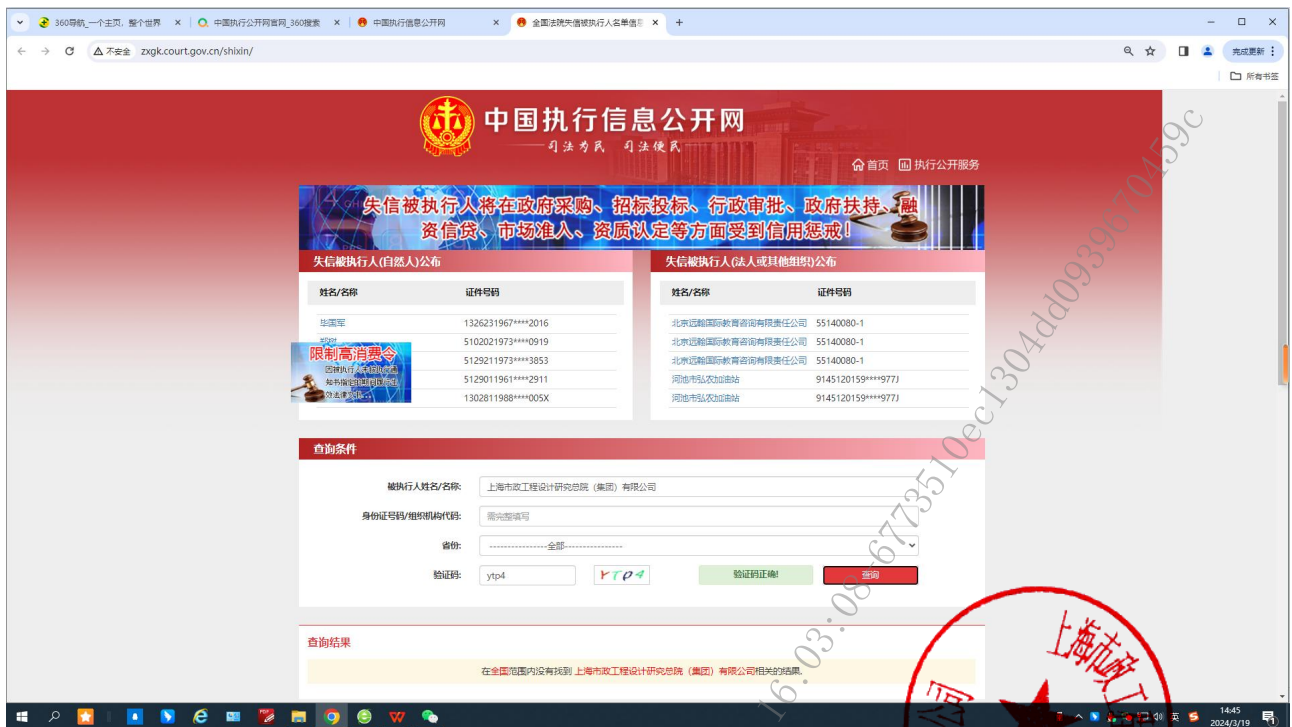 360导航_一个主页，整个世界
中国执行公开网官网_360搜索
中国执行信息公开网
全国法院失信被执行人名单信息
不安全 zxgk.court.gov.cn/shixin/
完成更新
所有书签
中国执行信息公开网
司法为民 司法便民
首页 执行公开服务
失信被执行人将在政府采购、招标投标、行政审批、政府扶持、融
资信贷、市场准入、资质认定等方面受到信用惩戒！
失信被执行人(自然人)公布
姓名/名称 证件号码
毕国军 1326231967****2016
5102021973****0919
5129211973****3853
5129011961****2911
1302811988****005X
限制高消费令
失信被执行人(法人或其他组织)公布
姓名/名称 证件号码
北京远翰国际教育咨询有限责任公司 55140080-1
北京远翰国际教育咨询有限责任公司 55140080-1
北京远翰国际教育咨询有限责任公司 55140080-1
河池市弘农加油站 9145120159****977J
河池市弘农加油站 9145120159****977J
查询条件
被执行人姓名/名称: 上海市政工程设计研究总院（集团）有限公司
身份证号码/组织机构代码: 需完整填写
省份: ----------------全部----------------
验证码: ytp4 YTP4 验证码正确! 查询
查询结果
在全国范围内没有找到 上海市政工程设计研究总院（集团）有限公司相关的结果.
上海市政工
英
14:45
2024/3/19